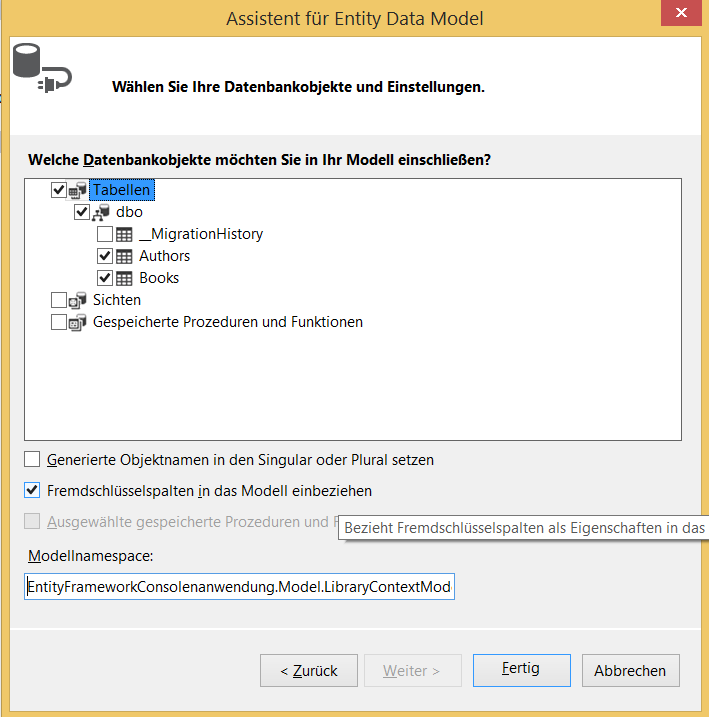 Assistent für Entity Data Model
Wählen Sie Ihre Datenbankobjekte und Einstellungen.
Welche Datenbankobjekte möchten Sie in Ihr Modell einschließen?
Tabellen
dbo
__MigrationHistory
Authors
Books
Sichten
Gespeicherte Prozeduren und Funktionen
Generierte Objektnamen in den Singular oder Plural setzen
Fremdschlüsselspalten in das Modell einbeziehen
Ausgewählte gespeicherte Prozeduren und
Bezieht Fremdschlüsselspalten als Eigenschaften in das
Modellnamespace:
EntityFrameworkConsolenanwendung.Model.LibraryContextMod
< Zurück
Weiter >
Fertig
Abbrechen